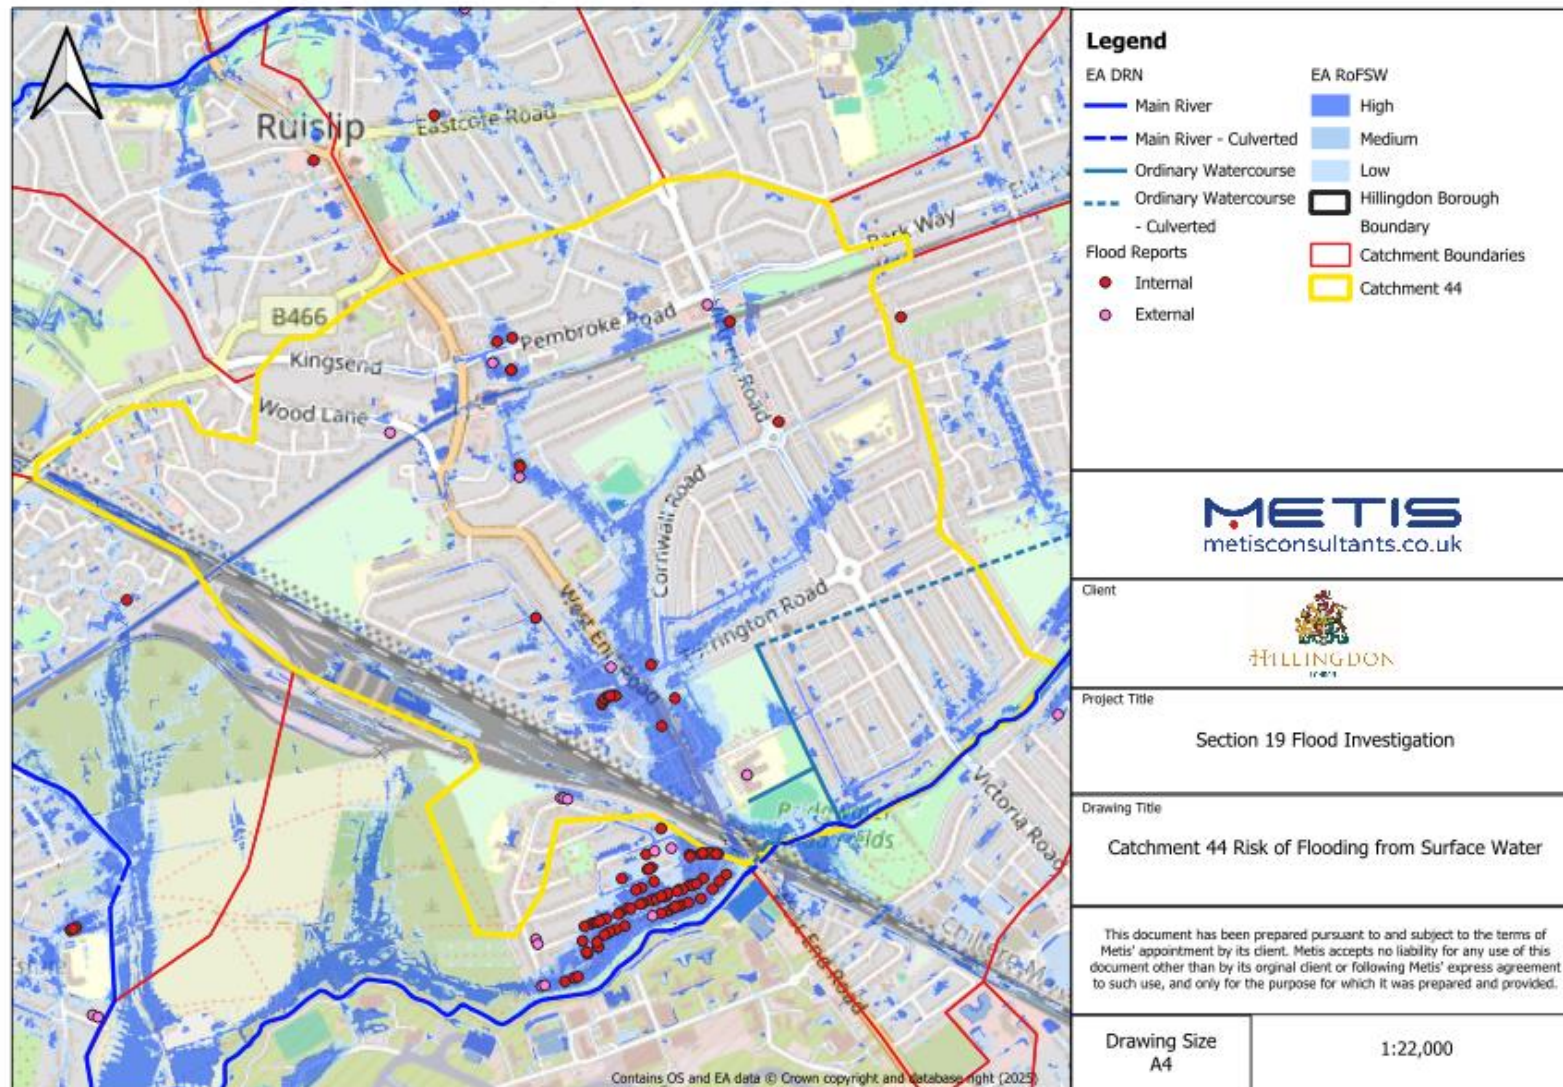 Ruislip
Eastcote Road
Park Way
B466
Pembroke Road
Kingsend
Wood Lane
Road
Cornwall Road
West End Road
rrington Road
Victoria Road
End Road
Legend
EA DRN
Main River
Main River - Culverted
Ordinary Watercourse
Ordinary Watercourse
- Culverted
Flood Reports
Internal
External
EA RoFSW
High
Medium
Low
Hillingdon Borough
Boundary
Catchment Boundaries
Catchment 44
METIS
metisconsultants.co.uk
Client
HILLINGDON
LONDON
Project Title
Section 19 Flood Investigation
Drawing Title
Catchment 44 Risk of Flooding from Surface Water
This document has been prepared pursuant to and subject to the terms of
Metis' appointment by its client. Metis accepts no liability for any use of this
document other than by its orginal client or following Metis' express agreement
to such use, and only for the purpose for which it was prepared and provided.
Drawing Size
A4
1:22,000
Contains OS and EA data © Crown copyright and database right (2025)